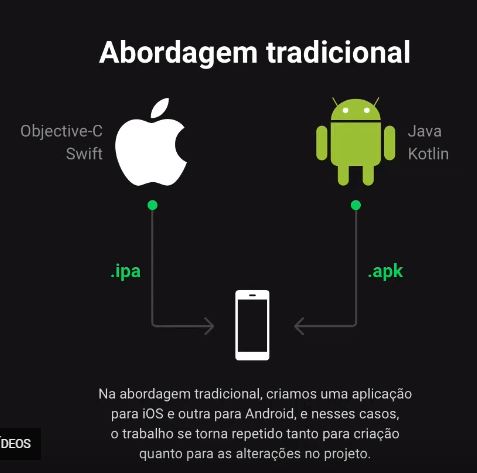 Abordagem tradicional
Objective-C
Swift
Java
Kotlin
.ipa
.apk
Na abordagem tradicional, criamos uma aplicação
para iOS e outra para Android, e nesses casos,
o trabalho se torna repetido tanto para criação
quanto para as alterações no projeto.
ÍDEOS